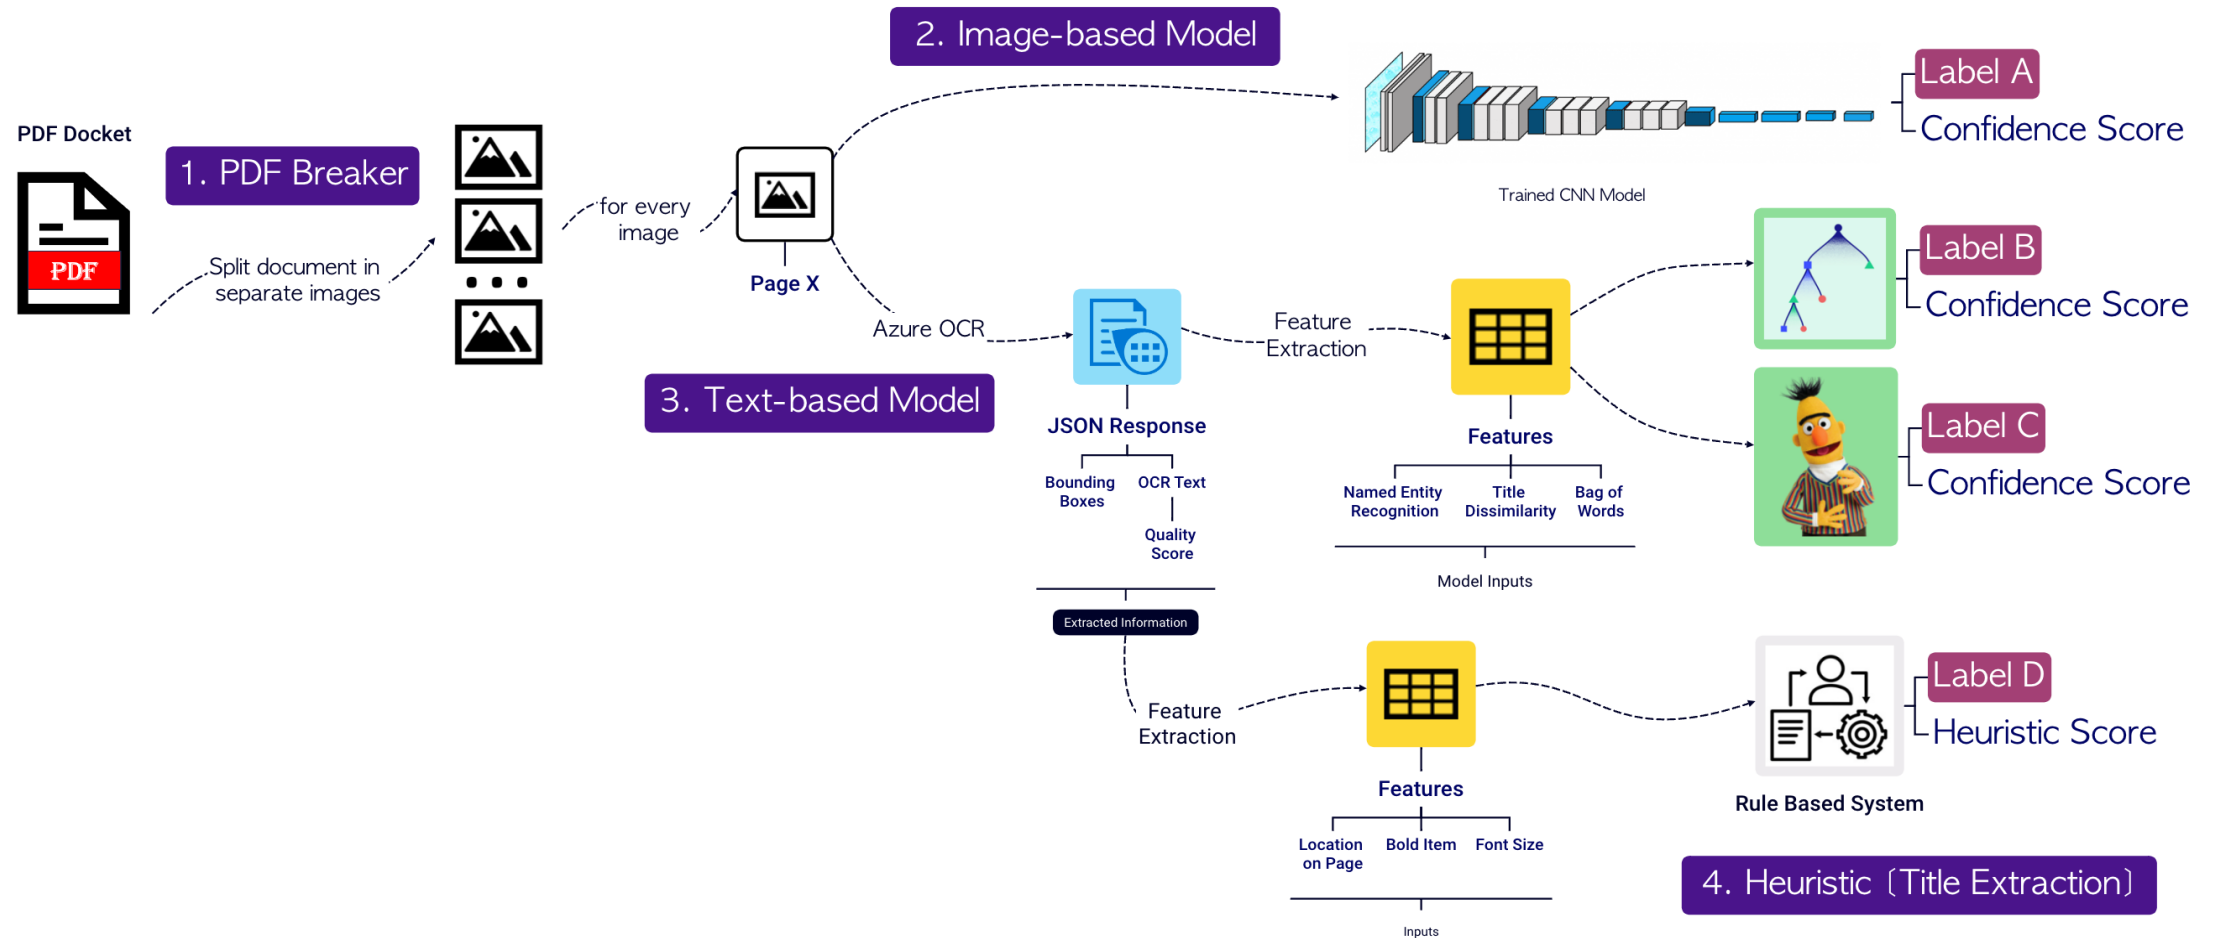 2. Image-based Model
Label A
Confidence Score
PDF Docket
1. PDF Breaker
PDF
Split document in
separate images
for every
image
Page X
Trained CNN Model
Label B
Confidence Score
Azure OCR
Feature
Extraction
3. Text-based Model
JSON Response
Bounding
Boxes
OCR Text
Quality
Score
Features
Named Entity
Recognition
Title
Dissimilarity
Bag of
Words
Model Inputs
Label C
Confidence Score
Extracted Information
Feature
Extraction
Features
Location
on Page
Bold Item
Font Size
Inputs
Label D
Heuristic Score
Rule Based System
4. Heuristic (Title Extraction)